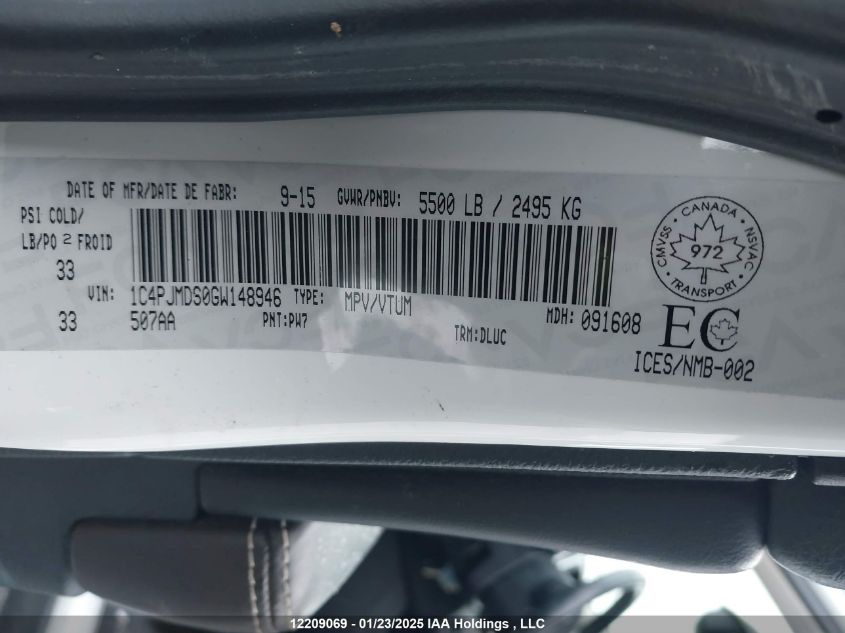 DATE OF MFR/DATE DE FABR: 9-15 GVWR/PNBV: 5500 LB / 2495 KG
PSI COLD/
LB/PO 2 FROID
33
VIN: 1C4PJMDS0GW148946 TYPE: MPV/VTUM MDH: 091608
33 507AA PNT:PW7 TRM:DLUC
CANADA
CMVSS 972 NSVAC
TRANSPORT
EC
ICES/NMB-002
12209069 - 01/23/2025 IAA Holdings , LLC